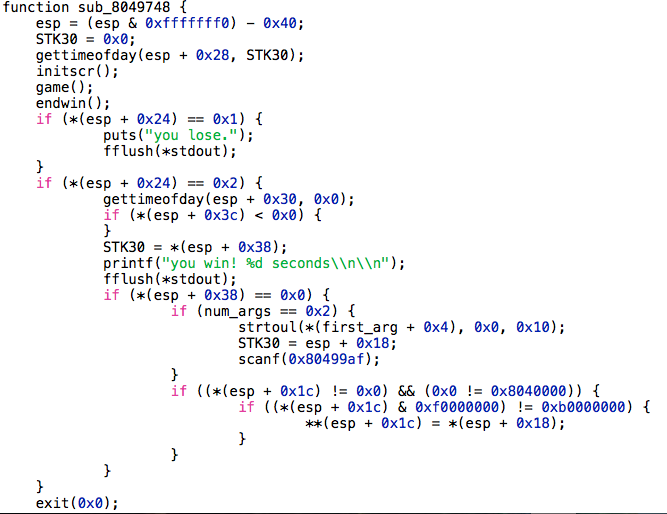 function sub_8049748 {
esp = (esp & 0xfffffff0) - 0x40;
STK30 = 0x0;
gettimeofday(esp + 0x28, STK30);
initscr();
game();
endwin();
if (*(esp + 0x24) == 0x1) {
puts("you lose.");
fflush(*stdout);
}
if (*(esp + 0x24) == 0x2) {
gettimeofday(esp + 0x30, 0x0);
if (*(esp + 0x3c) < 0x0) {
}
STK30 = *(esp + 0x38);
printf("you win! %d seconds\\n\\n");
fflush(*stdout);
if (*(esp + 0x38) == 0x0) {
if (num_args == 0x2) {
strtoul(*(first_arg + 0x4), 0x0, 0x10);
STK30 = esp + 0x18;
scanf(0x80499af);
}
if ((*(esp + 0x1c) != 0x0) && (0x0 != 0x8040000)) {
if ((*(esp + 0x1c) & 0xf0000000) != 0xb0000000) {
**(esp + 0x1c) = *(esp + 0x18);
}
}
}
}
exit(0x0);